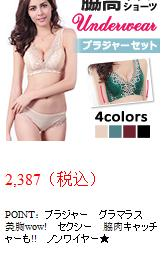 脇高
ショーツ
Underwear
ブラジャーセット
4colors
2,387（税込）
POINT：ブラジャー　グラマラス
美胸wow!　セクシー　脇肉キャッチ
ャーも!!　ノンワイヤー★